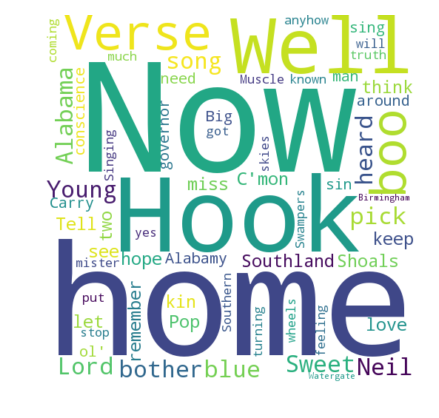 coming
Verse
Well
anyhow
sing
much
song
Muscle
known
man
will
truth
Alabama
conscience
Now
need
think
governor
Big
got
skies
around
heard
boo
Singing
miss
C'mon
sin
Birmingham
Young
Carry
Hook
Swampers
pick
Tell
two
yes
keep
see
hope
Alabamy
Southland
Shoals
mister
home
put
kin
Southern
turning
wheels
feeling
love
let
remember
Pop
stop
ol'
Lord
bother
blue
Sweet
Neil
Watergate